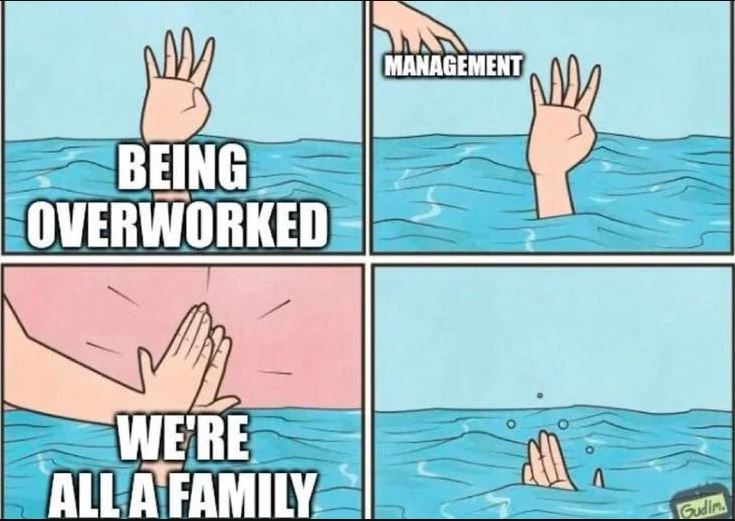 BEING
OVERWORKED
MANAGEMENT
WE'RE
ALL A FAMILY
Gudim.